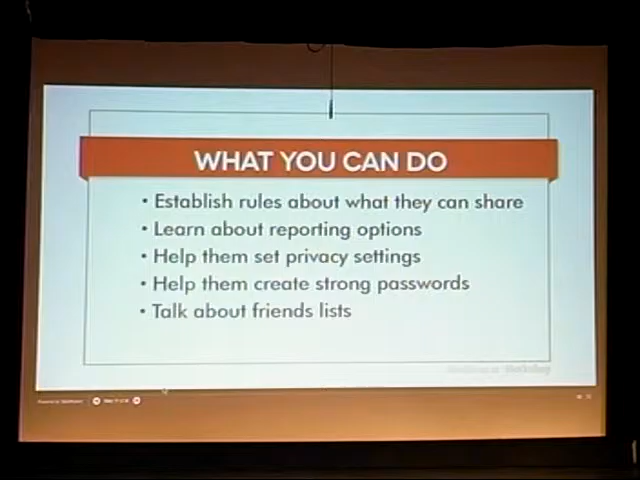 WHAT YOU CAN DO
• Establish rules about what they can share
• Learn about reporting options
• Help them set privacy settings
• Help them create strong passwords
• Talk about friends lists